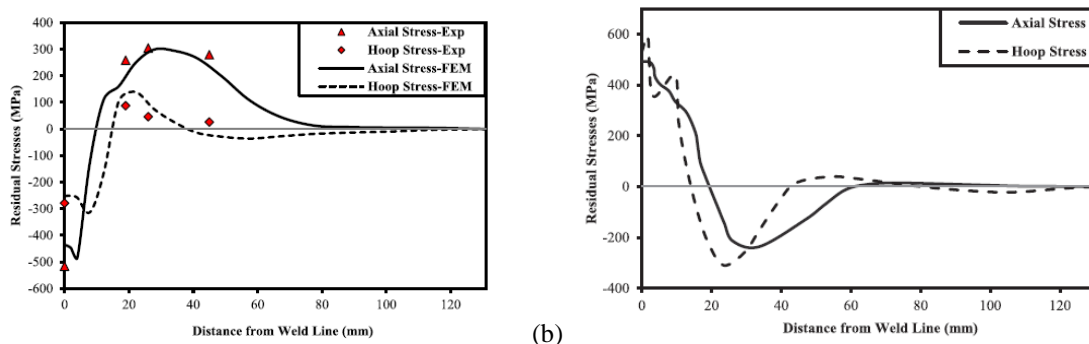 400
300
200
100
0
-100
-200
-300
-400
-500
-600
Residual Stresses (MPa)
0 20 40 60 80 100 120
Distance from Weld Line (mm)
Axial Stress-Exp
Hoop Stress-Exp
Axial Stress-FEM
Hoop Stress-FEM
(b)
600
400
200
0
-200
-400
Residual Stresses (MPa)
0 20 40 60 80 100 120
Distance from Weld Line (mm)
Axial Stress
Hoop Stress